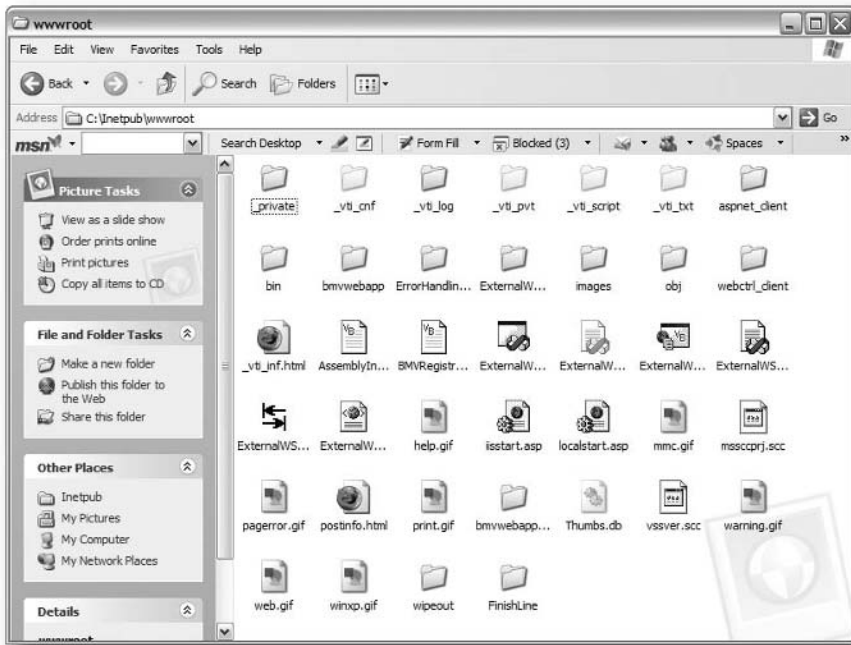 wwwroot
File Edit View Favorites Tools Help
Back Search Folders
Address C:\Inetpub\wwwroot Go
msn Search Desktop Form Fill Blocked (3) Spaces »
Picture Tasks
View as a slide show
Order prints online
Print pictures
Copy all items to CD
File and Folder Tasks
Make a new folder
Publish this folder to
the Web
Share this folder
Other Places
Inetpub
My Pictures
My Computer
My Network Places
Details
wwwroot
_private _vti_cnf _vti_log _vti_pvt _vti_script _vti_txt aspnet_client
bin bmvwebapp ErrorHandlin... ExternalW... images obj webctrl_client
_vti_inf.html AssemblyIn... BMVRegistr... ExternalW... ExternalW... ExternalW... ExternalWS...
ExternalWS... ExternalW... help.gif iisstart.asp localstart.asp mmc.gif mssccprj.scc
pagerror.gif postinfo.html print.gif bmvwebapp... Thumbs.db vssver.scc warning.gif
web.gif winxp.gif wipeout FinishLine